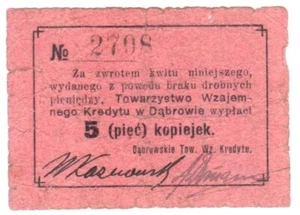 № 2708
Za zwrotem kwitu niniejszego,
wydanego z powodu braku drobnych
pieniędzy, Towarzystwo Wzajem-
nego Kredytu w Dąbrowie wypłaci
5 (pięć) kopiejek.
Dąbrowskie Tow. Wz. Kredytu.